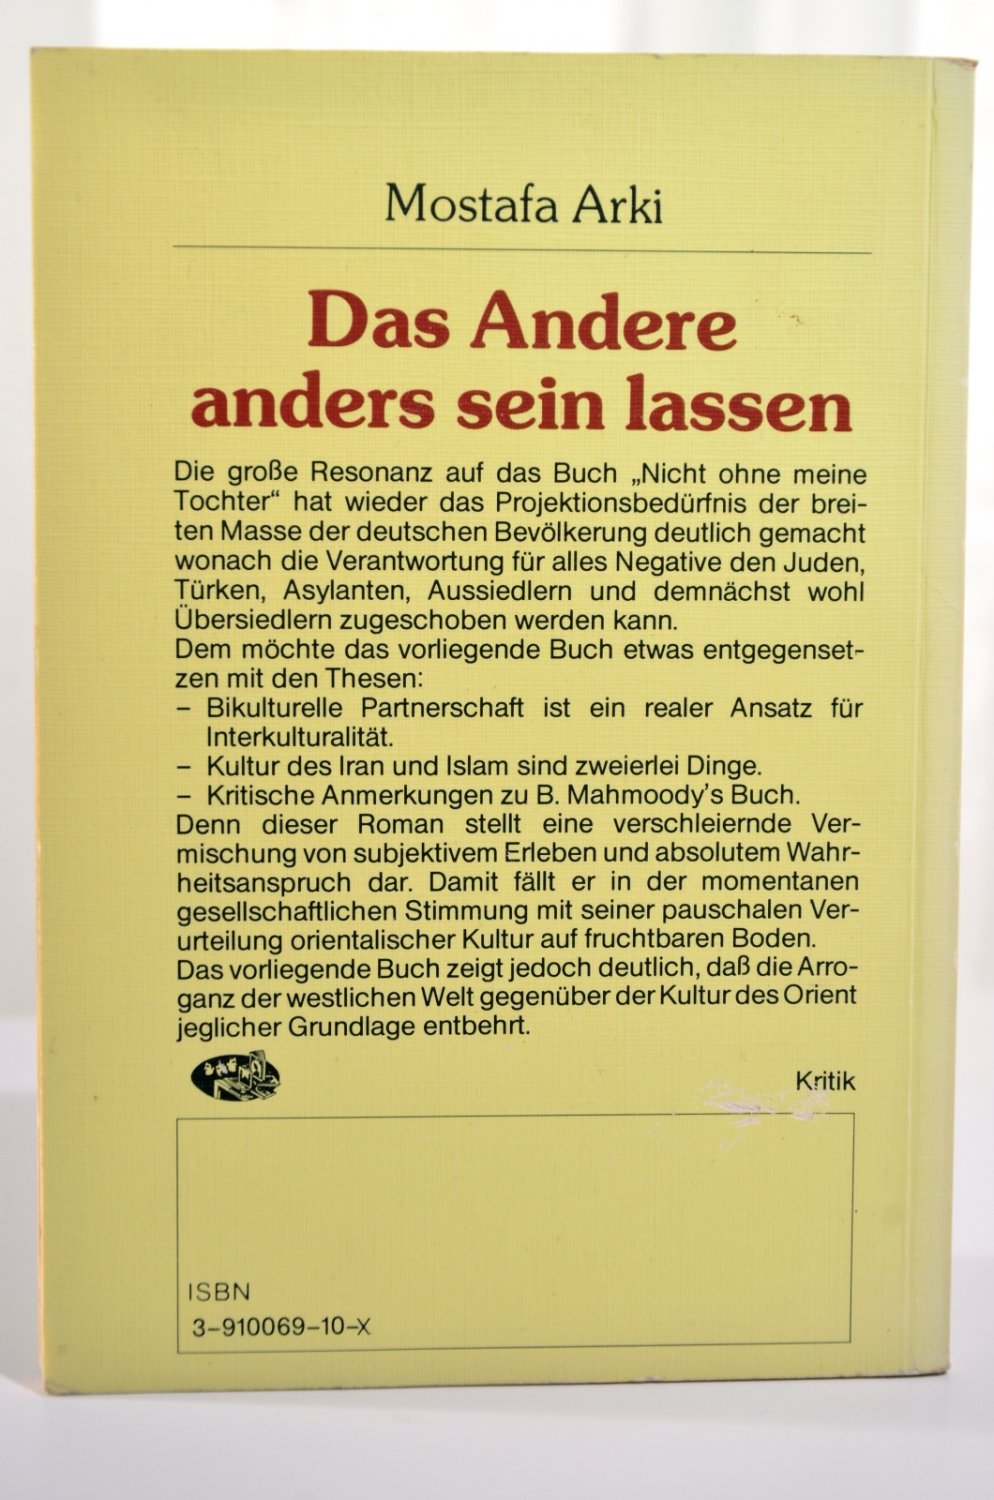 Mostafa Arki
Das Andere
anders sein lassen
Die große Resonanz auf das Buch „Nicht ohne meine
Tochter“ hat wieder das Projektionsbedürfnis der brei-
ten Masse der deutschen Bevölkerung deutlich gemacht
wonach die Verantwortung für alles Negative den Juden,
Türken, Asylanten, Aussiedlern und demnächst wohl
Übersiedlern zugeschoben werden kann.
Dem möchte das vorliegende Buch etwas entgegenset-
zen mit den Thesen:
– Bikulturelle Partnerschaft ist ein realer Ansatz für
Interkulturalität.
– Kultur des Iran und Islam sind zweierlei Dinge.
– Kritische Anmerkungen zu B. Mahmoody's Buch.
Denn dieser Roman stellt eine verschleiernde Ver-
mischung von subjektivem Erleben und absolutem Wahr-
heitsanspruch dar. Damit fällt er in der momentanen
gesellschaftlichen Stimmung mit seiner pauschalen Ver-
urteilung orientalischer Kultur auf fruchtbaren Boden.
Das vorliegende Buch zeigt jedoch deutlich, daß die Arro-
ganz der westlichen Welt gegenüber der Kultur des Orient
jeglicher Grundlage entbehrt.
Kritik
ISBN
3–910069–10–X